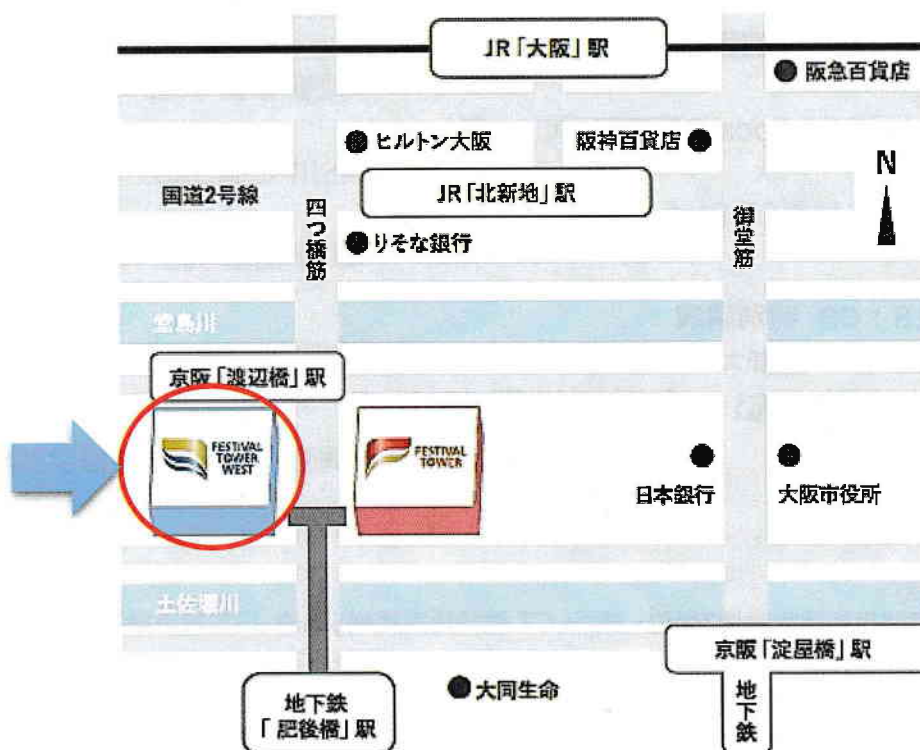 JR「大阪」駅
阪急百貨店
ヒルトン大阪
阪神百貨店
N
国道2号線
JR「北新地」駅
四つ橋筋
御堂筋
りそな銀行
堂島川
京阪「渡辺橋」駅
FESTIVAL
TOWER
WEST
FESTIVAL
TOWER
日本銀行
大阪市役所
土佐堀川
京阪「淀屋橋」駅
地下鉄
地下鉄
「肥後橋」駅
大同生命